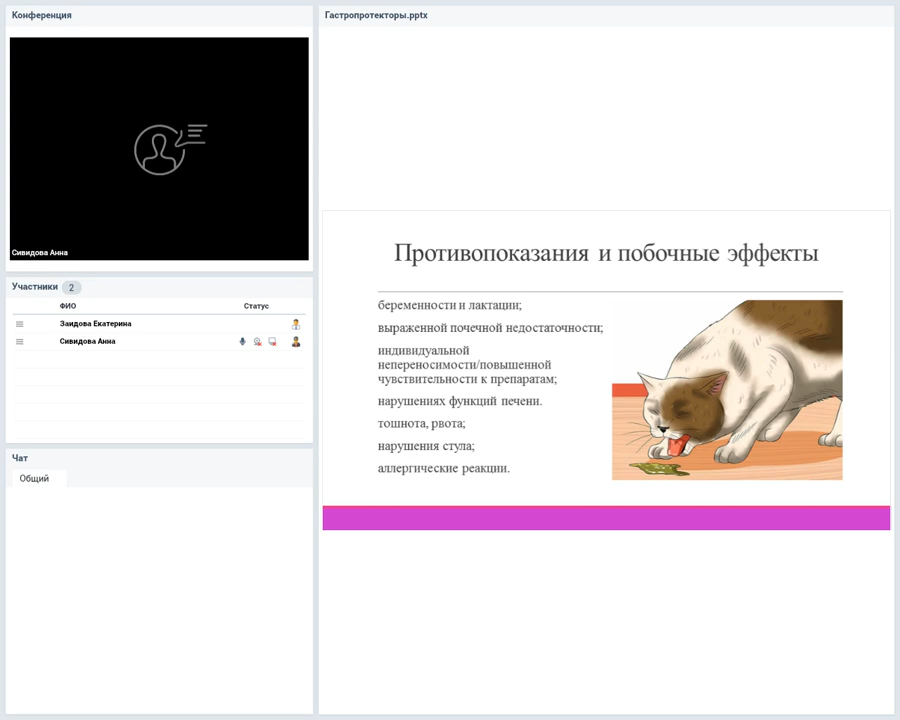 Конференция
Сивидова Анна
Участники 2
ФИО Статус
Заидова Екатерина
Сивидова Анна
Чат
Общий
Гастропротекторы.pptx
Противопоказания и побочные эффекты
беременности и лактации;
выраженной почечной недостаточности;
индивидуальной
непереносимости/повышенной
чувствительности к препаратам;
нарушениях функций печени.
тошнота, рвота;
нарушения стула;
аллергические реакции.